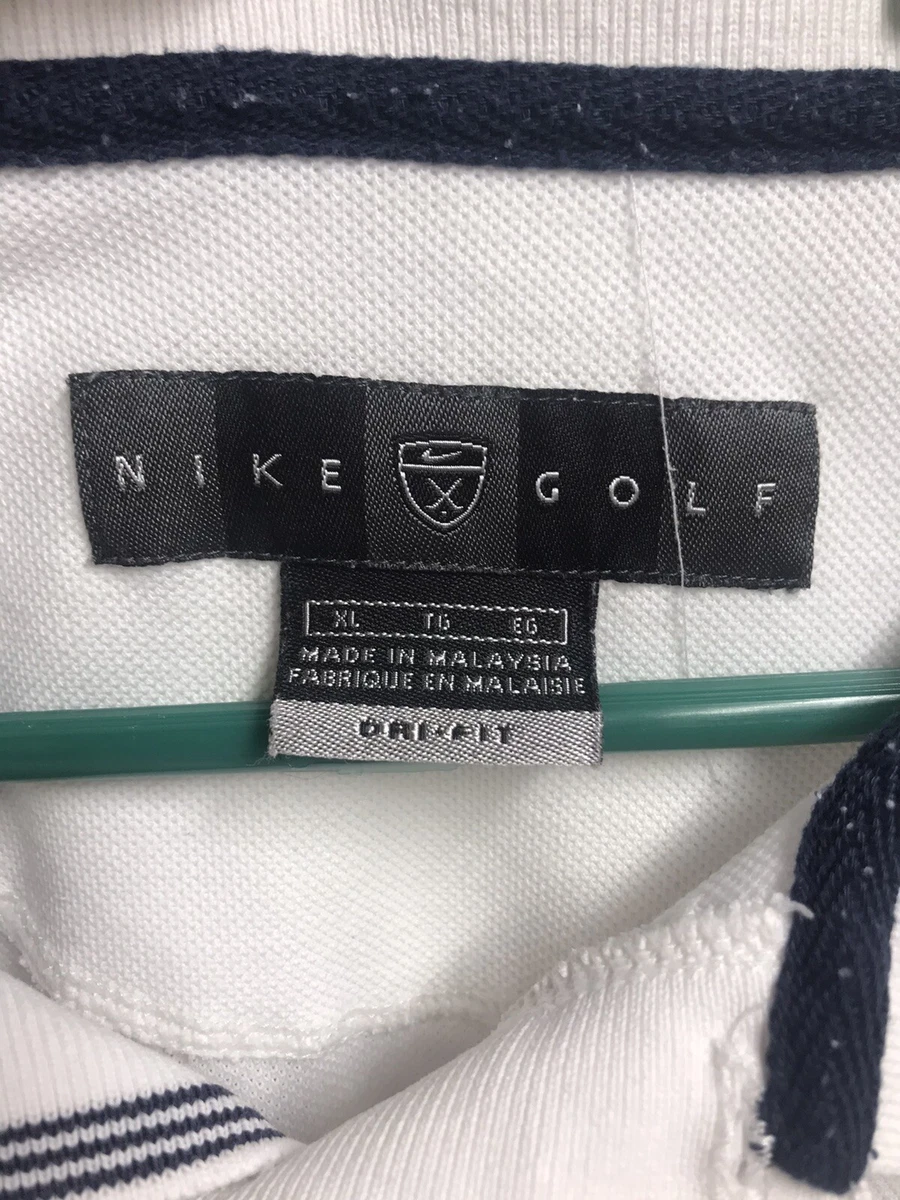 NIKE GOLF
XL TG EG
MADE IN MALAYSIA
FABRIQUE EN MALAISIE
DRI•FIT